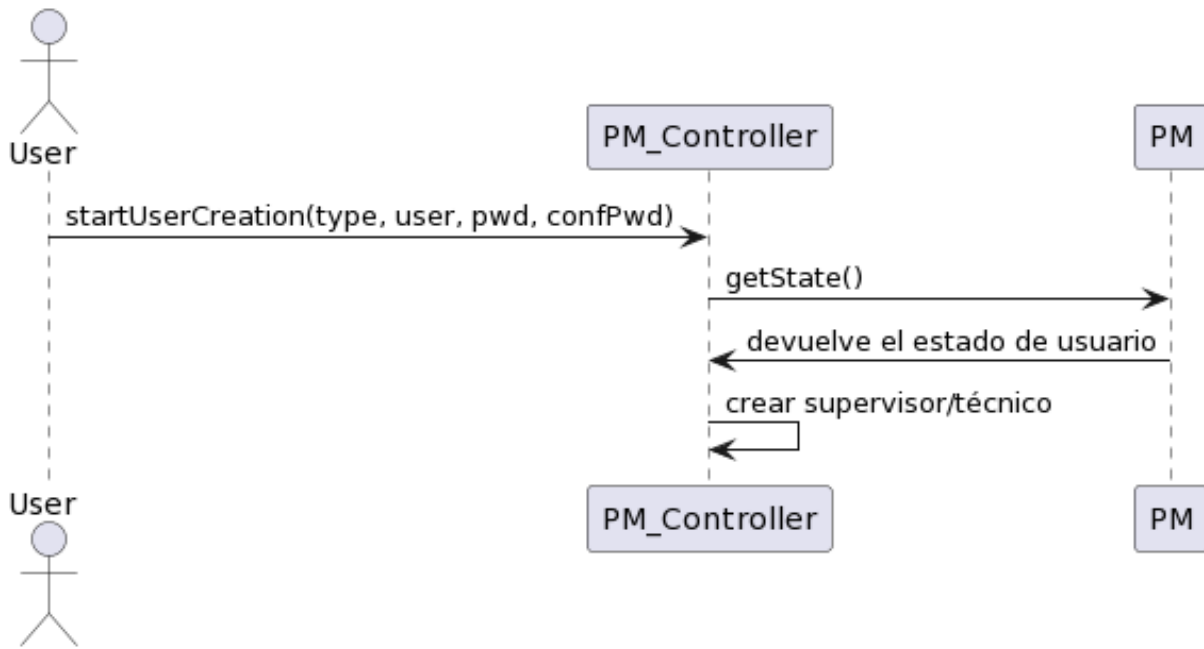 User
PM_Controller
PM
startUserCreation(type, user, pwd, confPwd)
getState()
devuelve el estado de usuario
crear supervisor/técnico
User
PM_Controller
PM